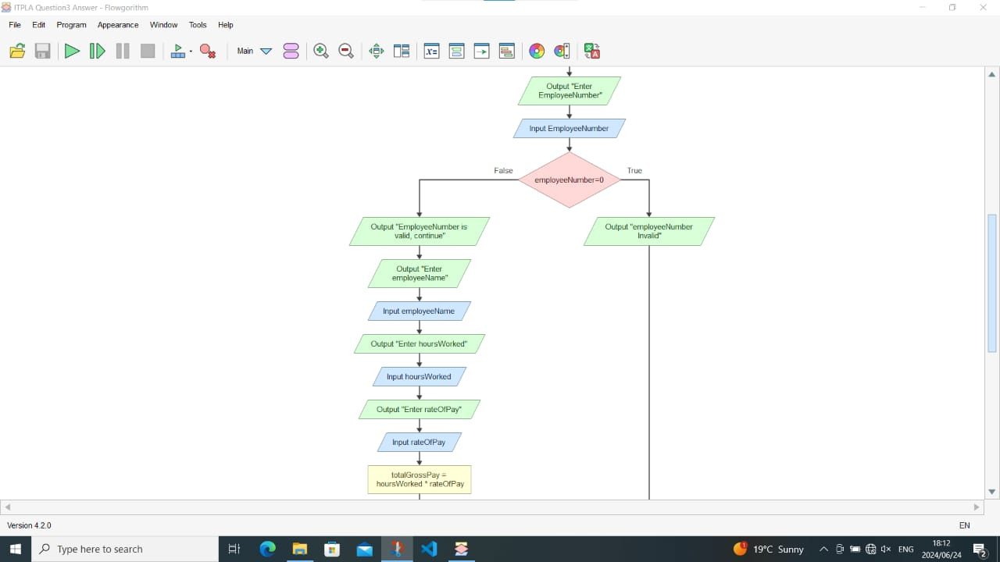 ITPLA Question3 Answer - Flowgorithm
File Edit Program Appearance Window Tools Help
Main
Output "Enter
EmployeeNumber"
Input EmployeeNumber
False
True
employeeNumber=0
Output "EmployeeNumber is
valid, continue"
Output "employeeNumber
Invalid"
Output "Enter
employeeName"
Input employeeName
Output "Enter hoursWorked"
Input hoursWorked
Output "Enter rateOfPay"
Input rateOfPay
totalGrossPay =
hoursWorked * rateOfPay
Version 4.2.0
EN
Type here to search
1
19°C Sunny
ENG
18:12
2024/06/24
2